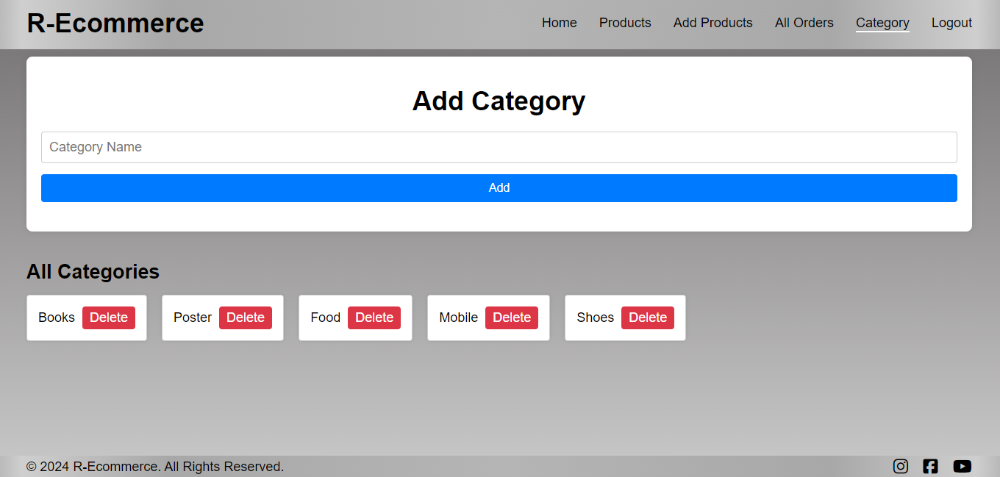 R-Ecommerce Home Products Add Products All Orders Category Logout
Add Category
Category Name
Add
All Categories
Books Delete Poster Delete Food Delete Mobile Delete Shoes Delete
© 2024 R-Ecommerce. All Rights Reserved.